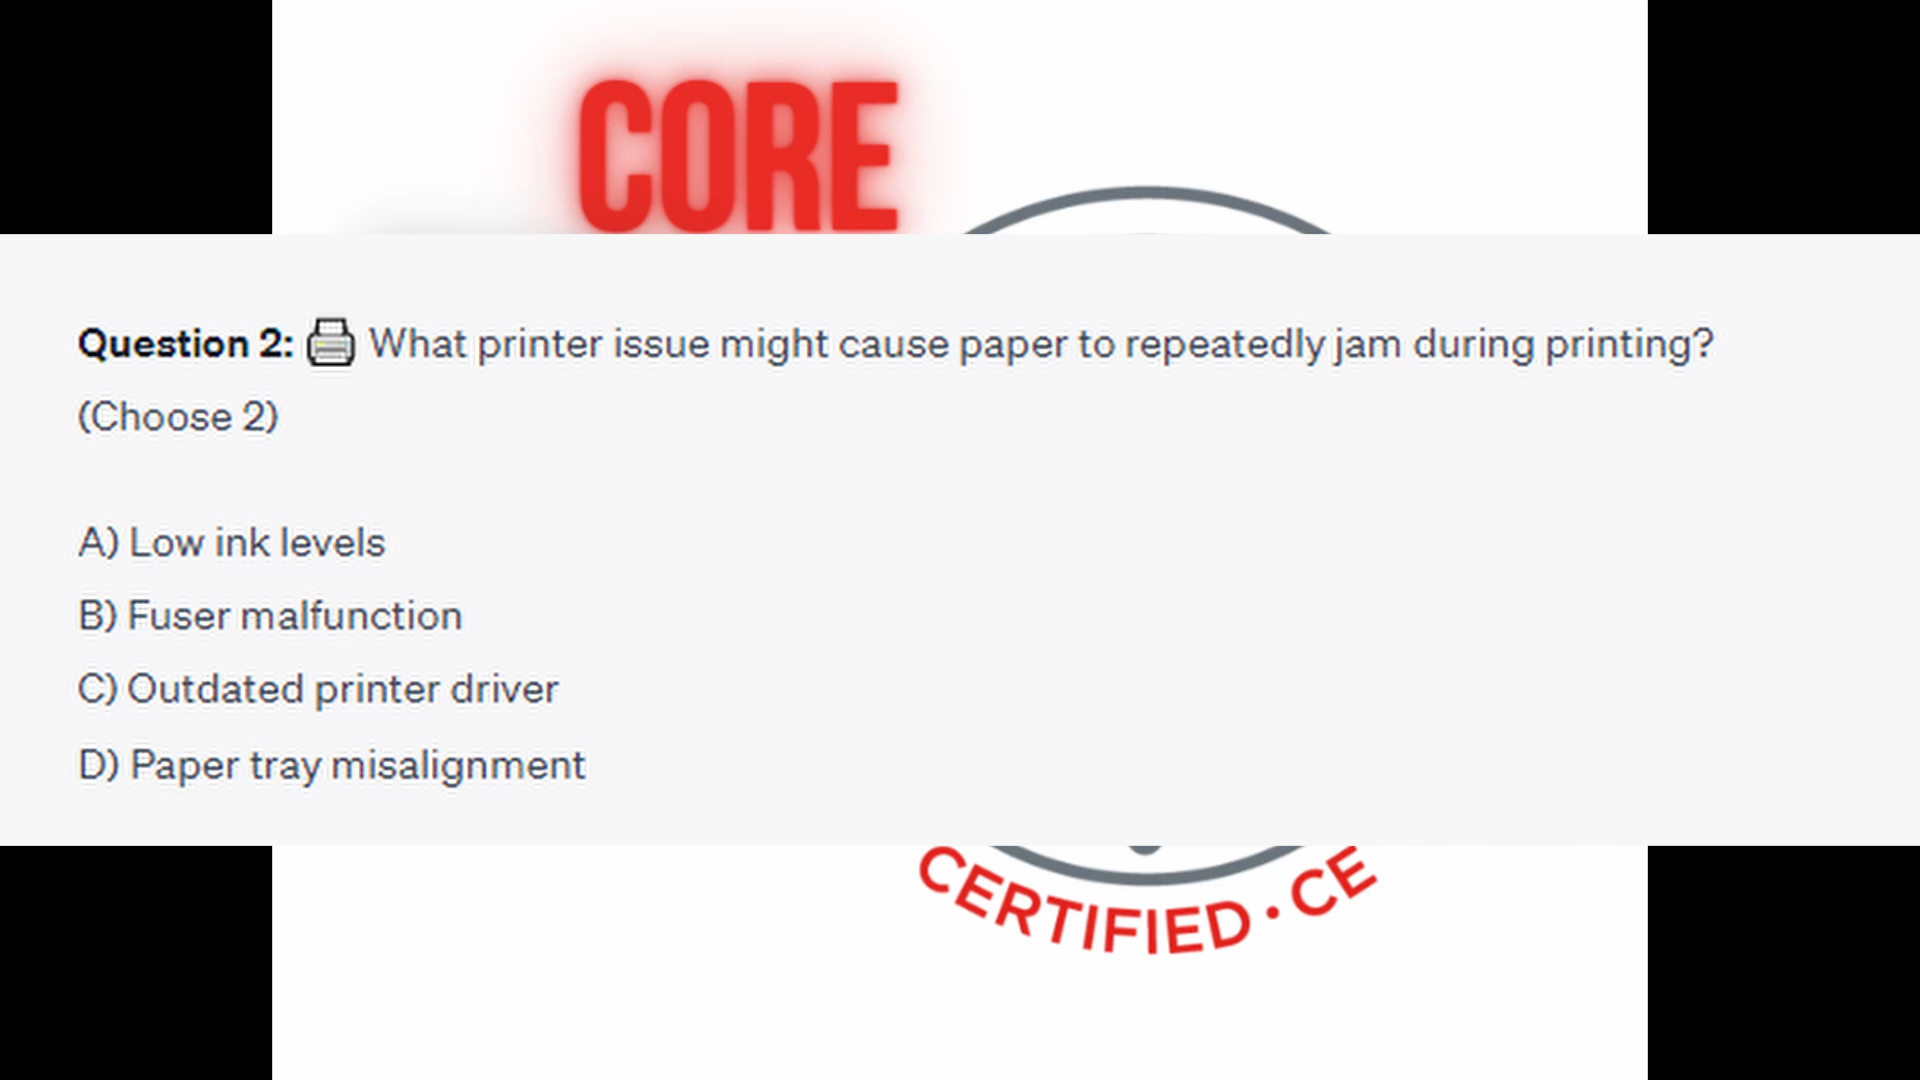 CORE
Question 2: 🖨 What printer issue might cause paper to repeatedly jam during printing?
(Choose 2)
A) Low ink levels
B) Fuser malfunction
C) Outdated printer driver
D) Paper tray misalignment
CERTIFIED • CE